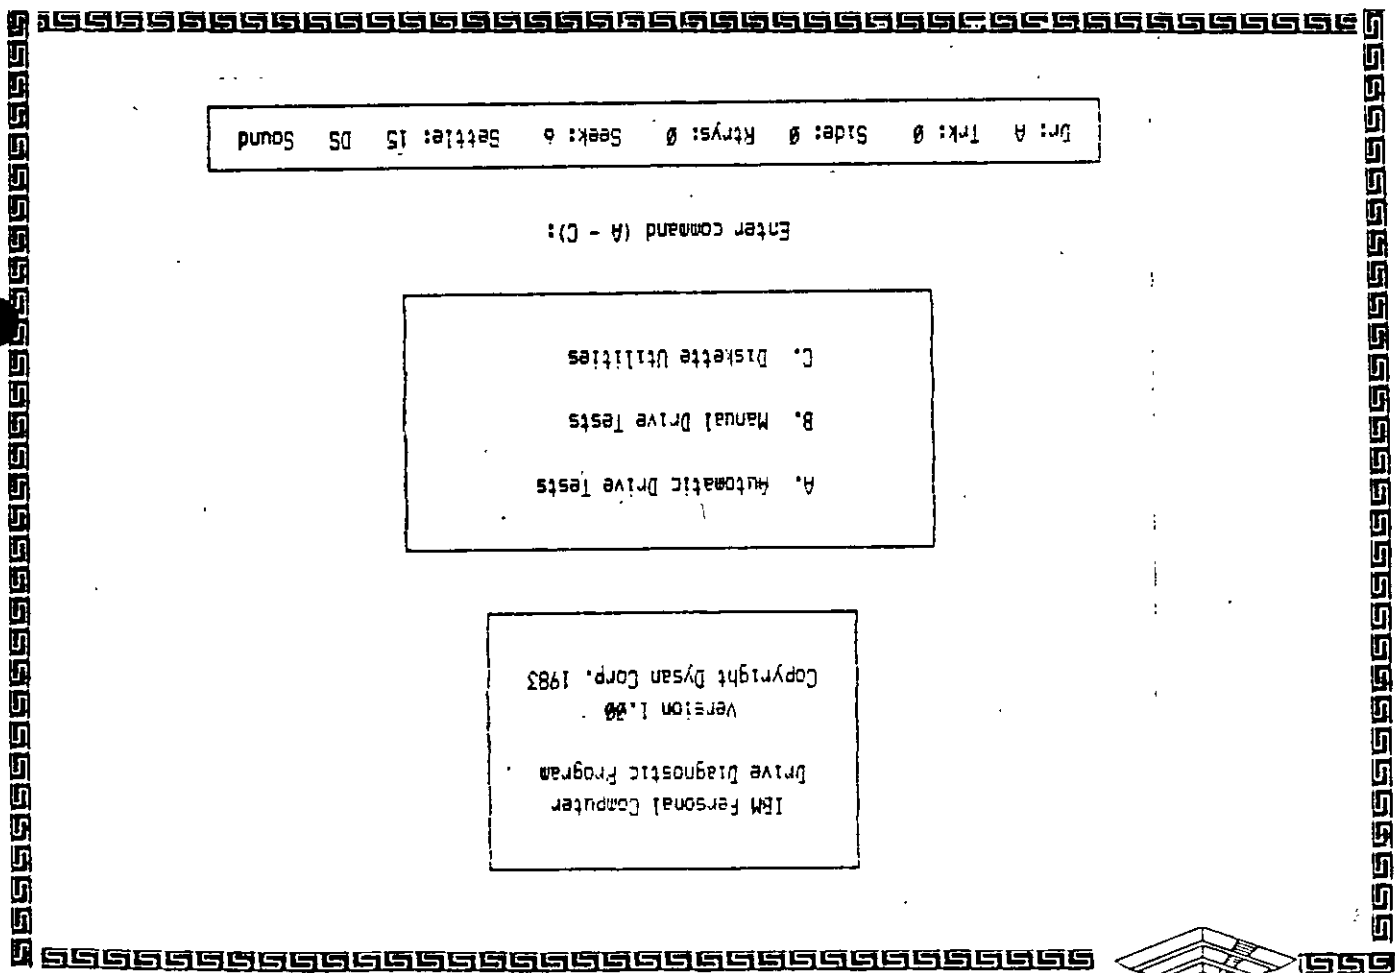 IBM Personal Computer
Drive Diagnostic Program
Version 1.00
Copyright Dysan Corp. 1983
A. Automatic Drive Tests
B. Manual Drive Tests
C. Diskette Utilities
Enter command (A - C):
Dr: A Trk: 0 Side: 0 Rtrys: 0 Seek: 6 Settle: 15 DS Sound